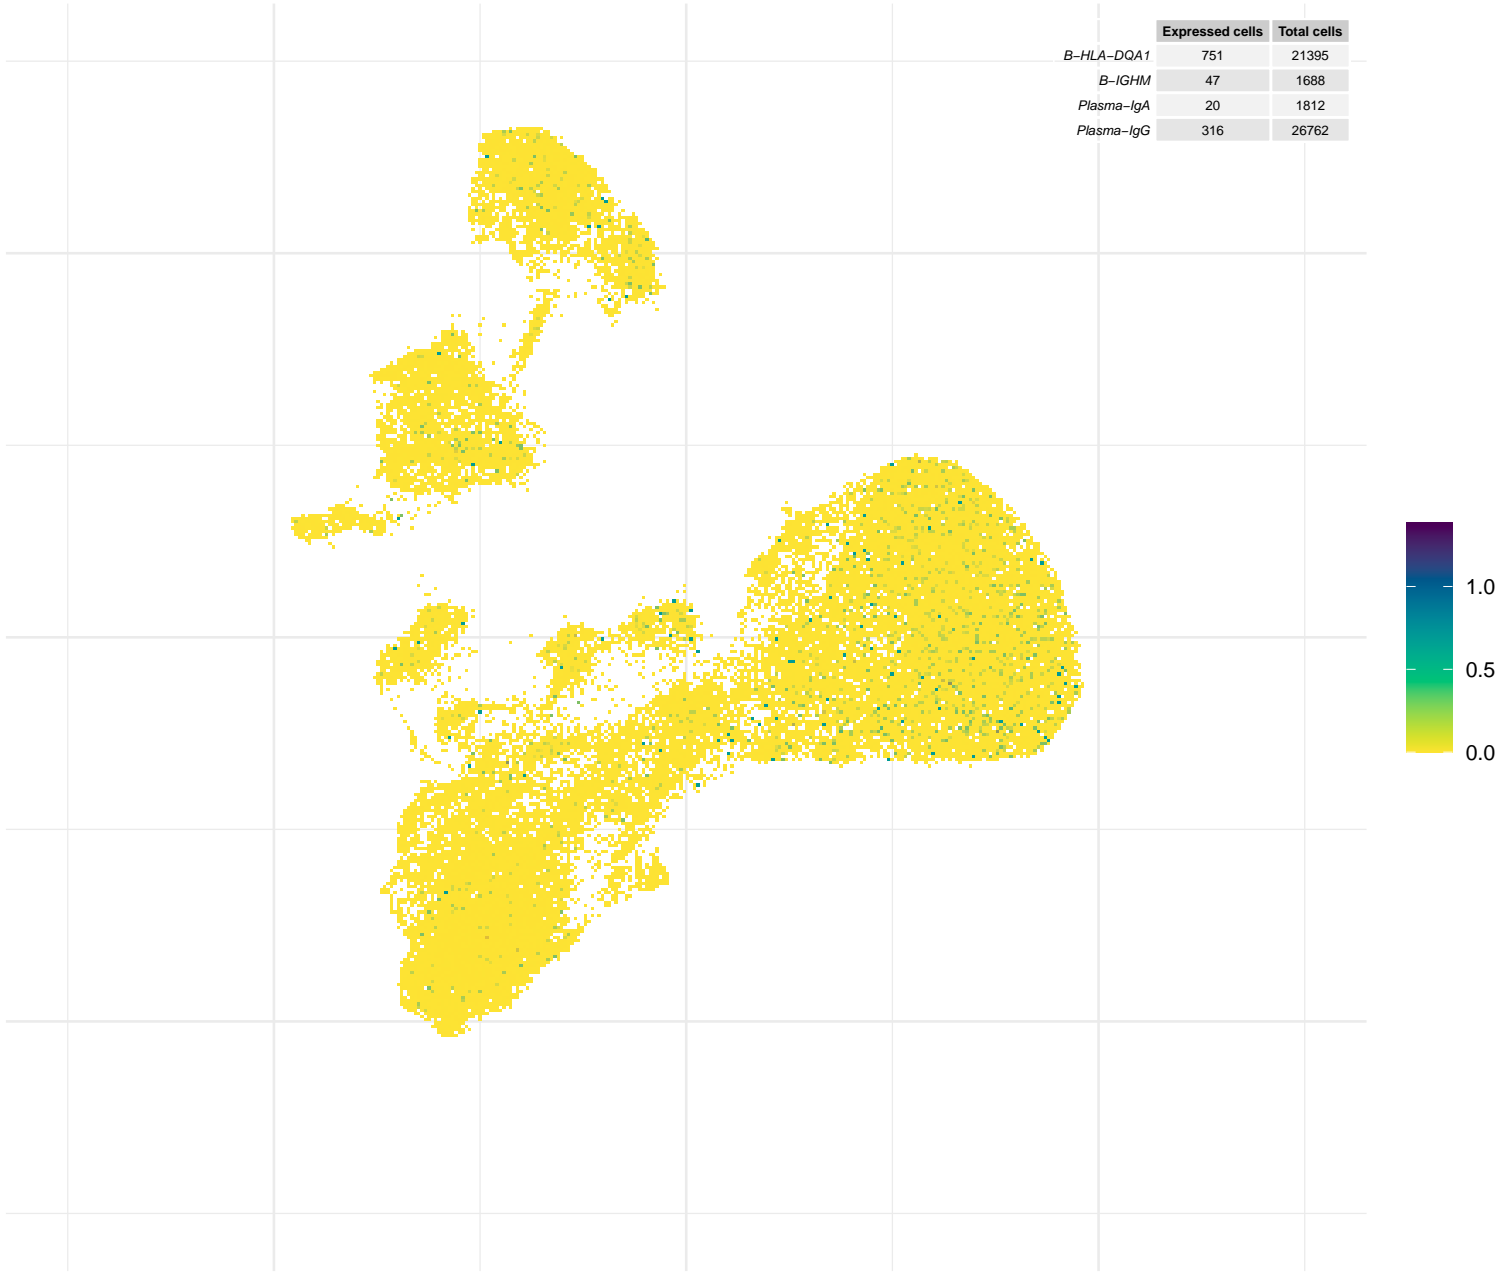 Expressed cells Total cells
B-HLA-DQA1 751 21395
B-IGHM 47 1688
Plasma-IgA 20 1812
Plasma-IgG 316 26762
1.0
0.5
0.0